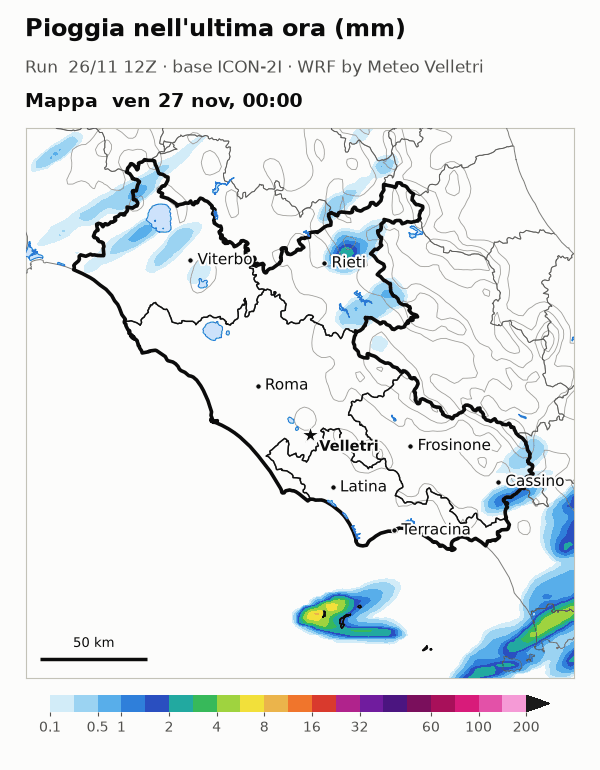 Pioggia nell'ultima ora (mm)
Run 26/11 12Z · base ICON-2I · WRF by Meteo Velletri
Mappa ven 27 nov, 00:00
Viterbo
Rieti
Roma
Velletri
Frosinone
Latina
Cassino
Terracina
50 km
0.1 0.5 1 2 4 8 16 32 60 100 200